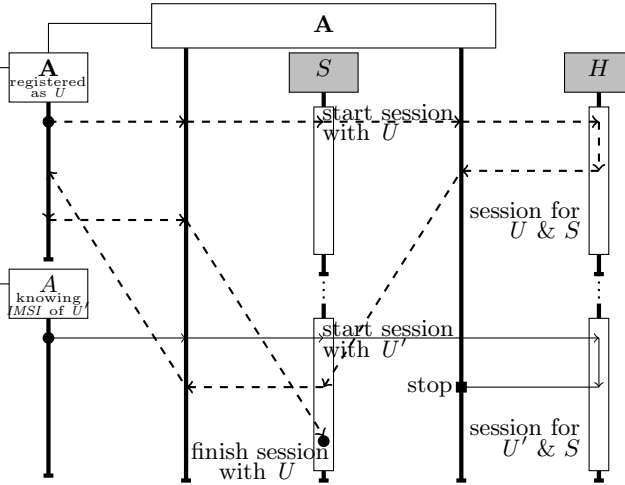 A
A
registered
as U
S
H
start session
with U
session for
U & S
A
knowing
IMSI of U'
start session
with U'
stop
session for
U' & S
finish session
with U